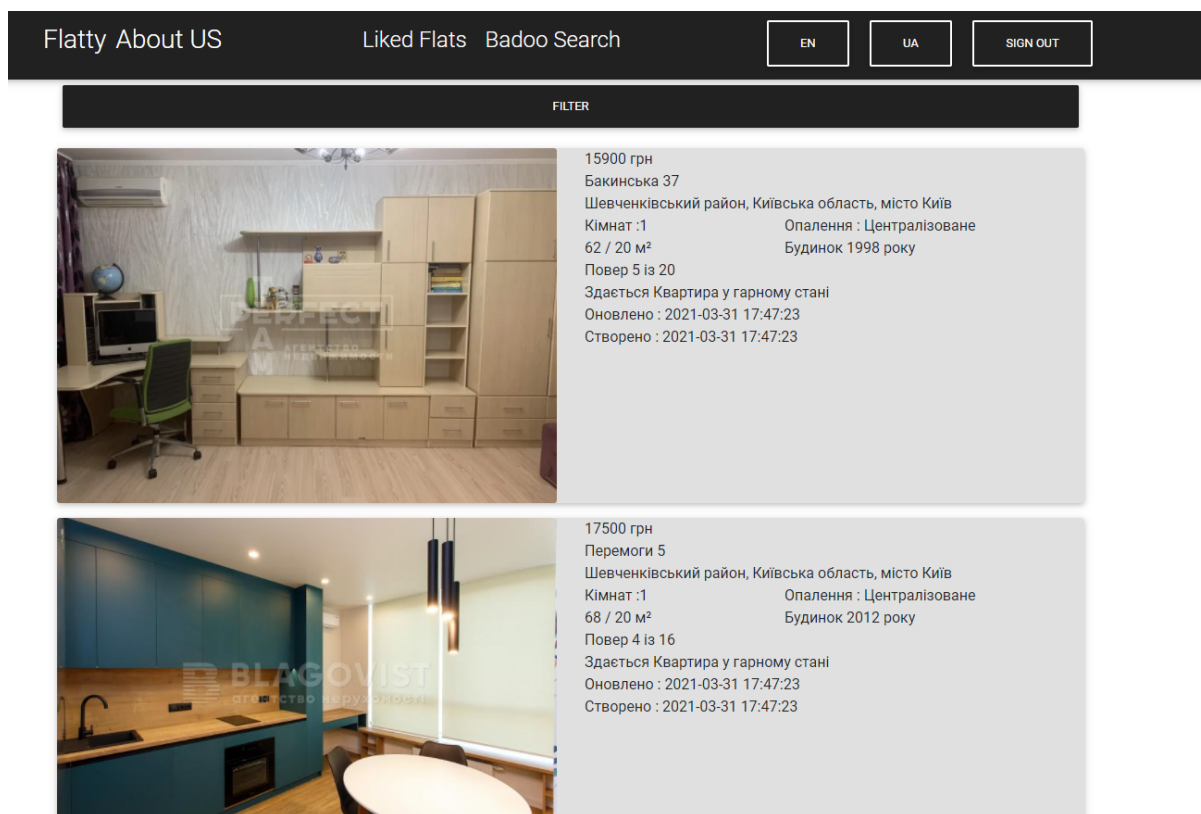 Flatty About US Liked Flats Badoo Search EN UA SIGN OUT
FILTER
15900 грн
Бакинська 37
Шевченківський район, Київська область, місто Київ
Кімнат :1 Опалення : Централізоване
62 / 20 м² Будинок 1998 року
Повер 5 із 20
Здається Квартира у гарному стані
Оновлено : 2021-03-31 17:47:23
Створено : 2021-03-31 17:47:23
PERFECT
АГЕНТСТВО
НЕДВИЖИМОСТИ
17500 грн
Перемоги 5
Шевченківський район, Київська область, місто Київ
Кімнат :1 Опалення : Централізоване
68 / 20 м² Будинок 2012 року
Повер 4 із 16
Здається Квартира у гарному стані
Оновлено : 2021-03-31 17:47:23
Створено : 2021-03-31 17:47:23
BLAGOVIST
агентство нерухомості